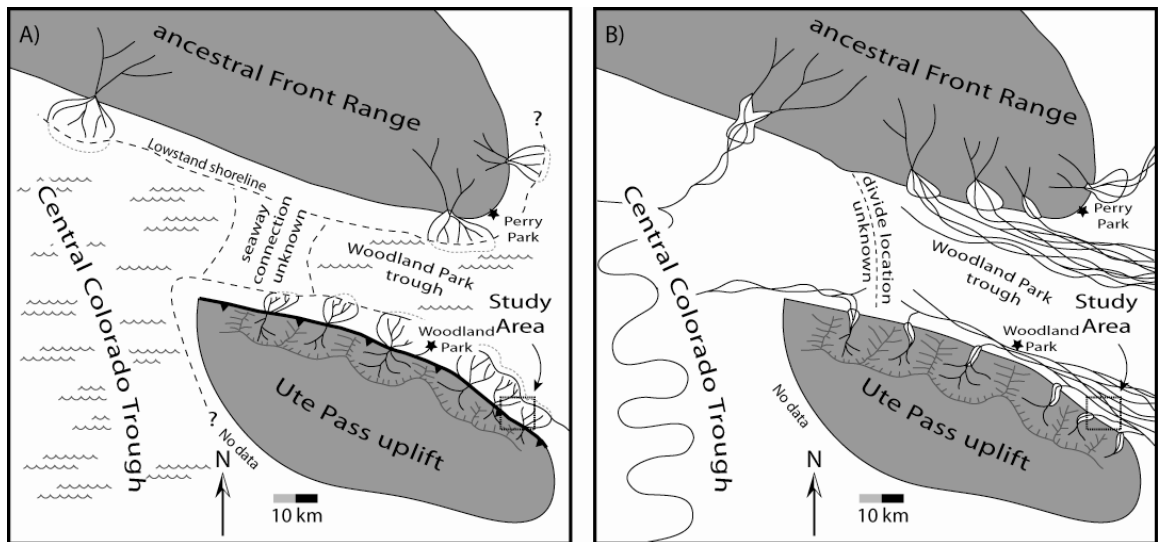 A)
ancestral Front Range
?
Lowstand shoreline
Perry
Park
seaway
connection
unknown
Central Colorado Trough
Woodland Park
trough
Study
Area
Woodland
Park
Ute Pass uplift
?
No data
N
10 km
B)
ancestral Front Range
Perry
Park
divide location
unknown
Central Colorado Trough
Woodland Park
trough
Study
Area
Woodland
Park
Ute Pass uplift
No data
N
10 km